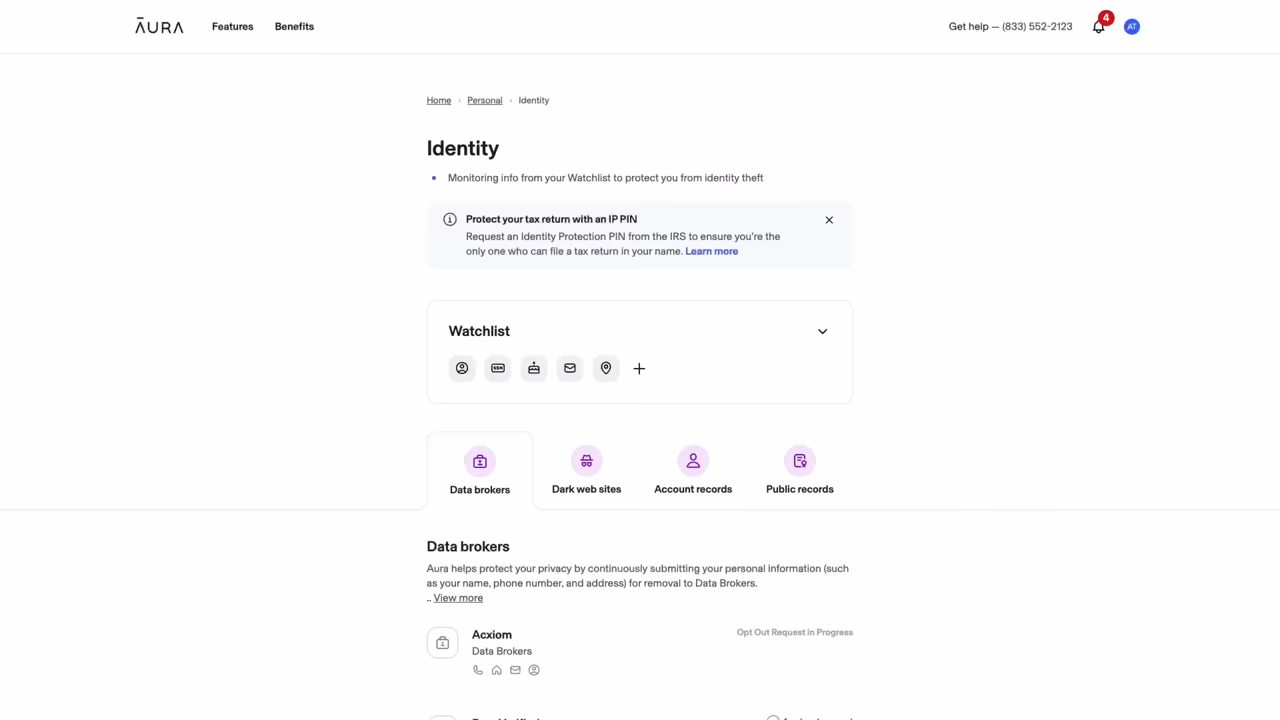 ĀURA Features Benefits Get help — (833) 552-2123 4 AT
Home › Personal › Identity
Identity
• Monitoring info from your Watchlist to protect you from identity theft
Protect your tax return with an IP PIN
Request an Identity Protection PIN from the IRS to ensure you're the
only one who can file a tax return in your name. Learn more
Watchlist
SSN
Data brokers Dark web sites Account records Public records
Data brokers
Aura helps protect your privacy by continuously submitting your personal information (such
as your name, phone number, and address) for removal to Data Brokers.
.. View more
Acxiom Opt Out Request in Progress
Data Brokers